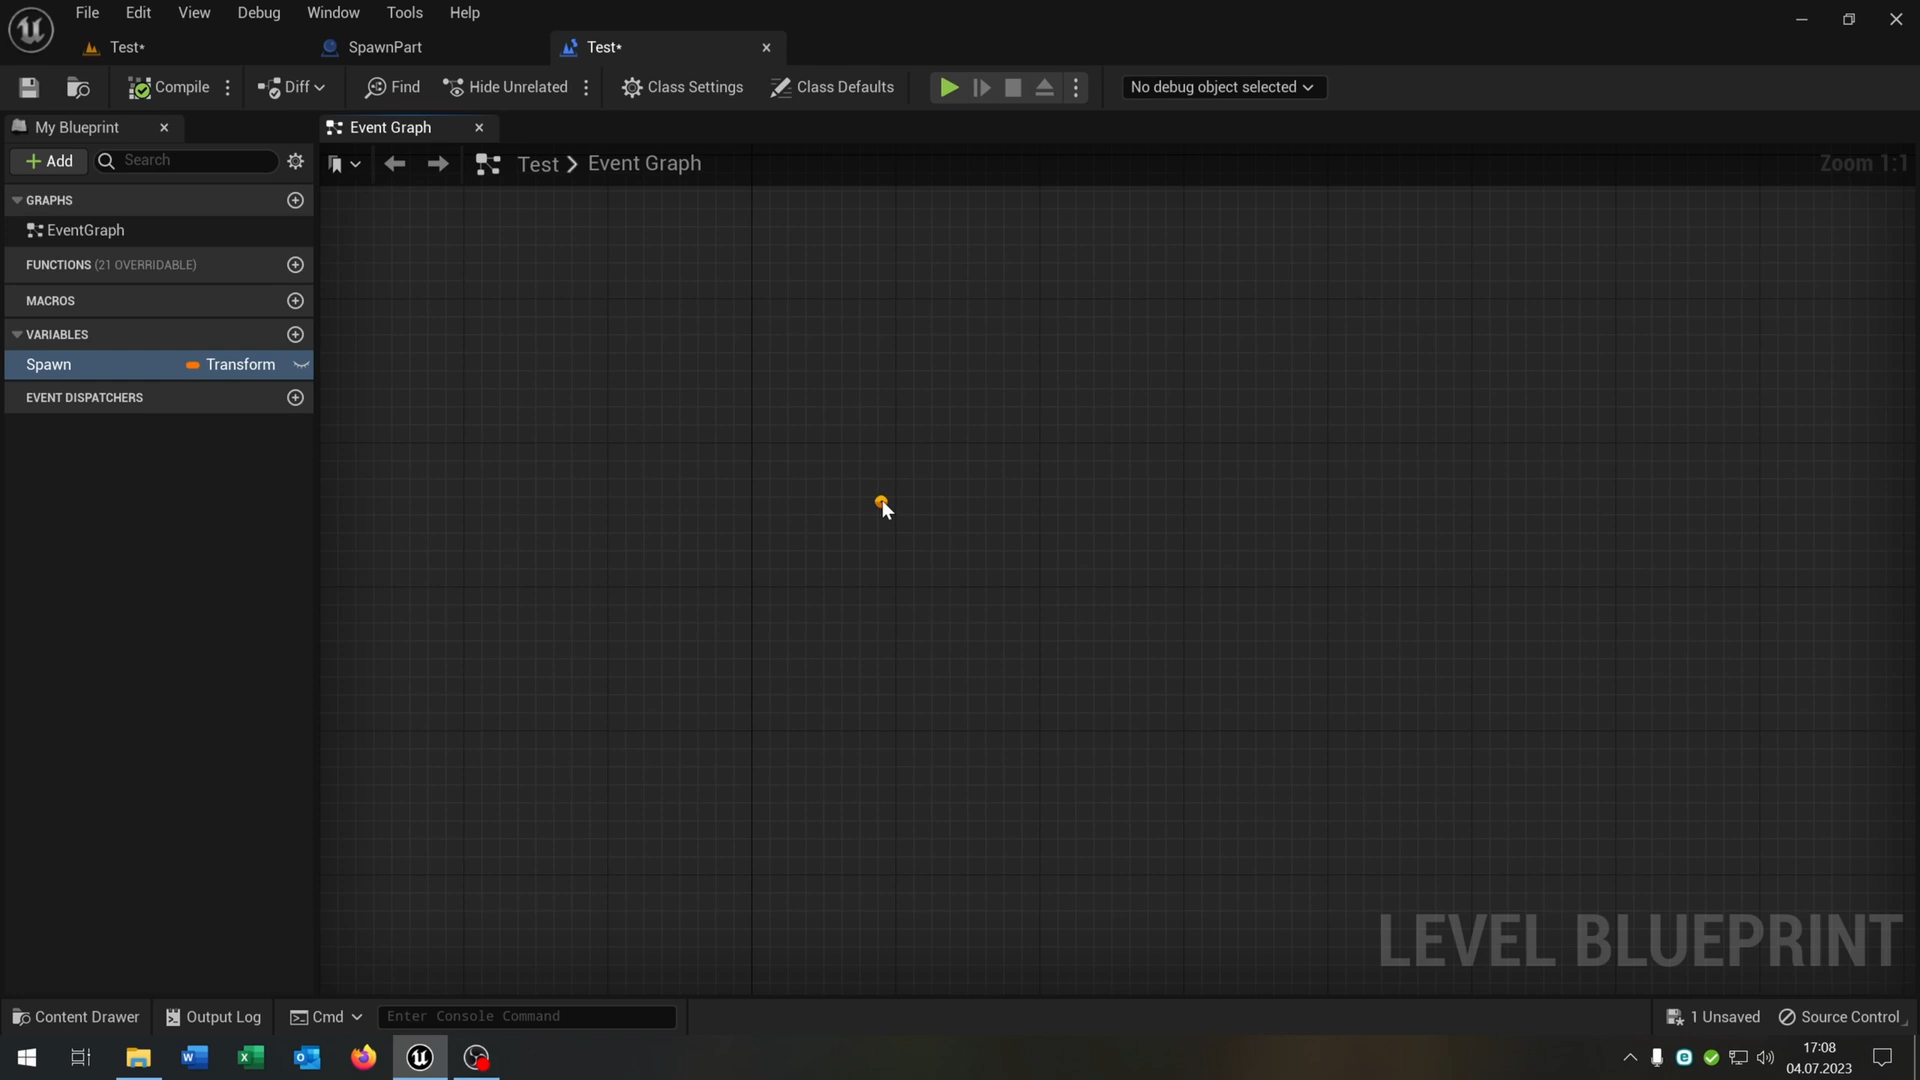 File Edit View Debug Window Tools Help
Test* SpawnPart Test*
Compile Diff Find Hide Unrelated Class Settings Class Defaults No debug object selected
My Blueprint Event Graph
Add Search Test > Event Graph Zoom 1:1
GRAPHS
EventGraph
FUNCTIONS (21 OVERRIDABLE)
MACROS
VARIABLES
Spawn Transform
EVENT DISPATCHERS
LEVEL BLUEPRINT
Content Drawer Output Log Cmd Enter Console Command 1 Unsaved Source Control
17:08
04.07.2023